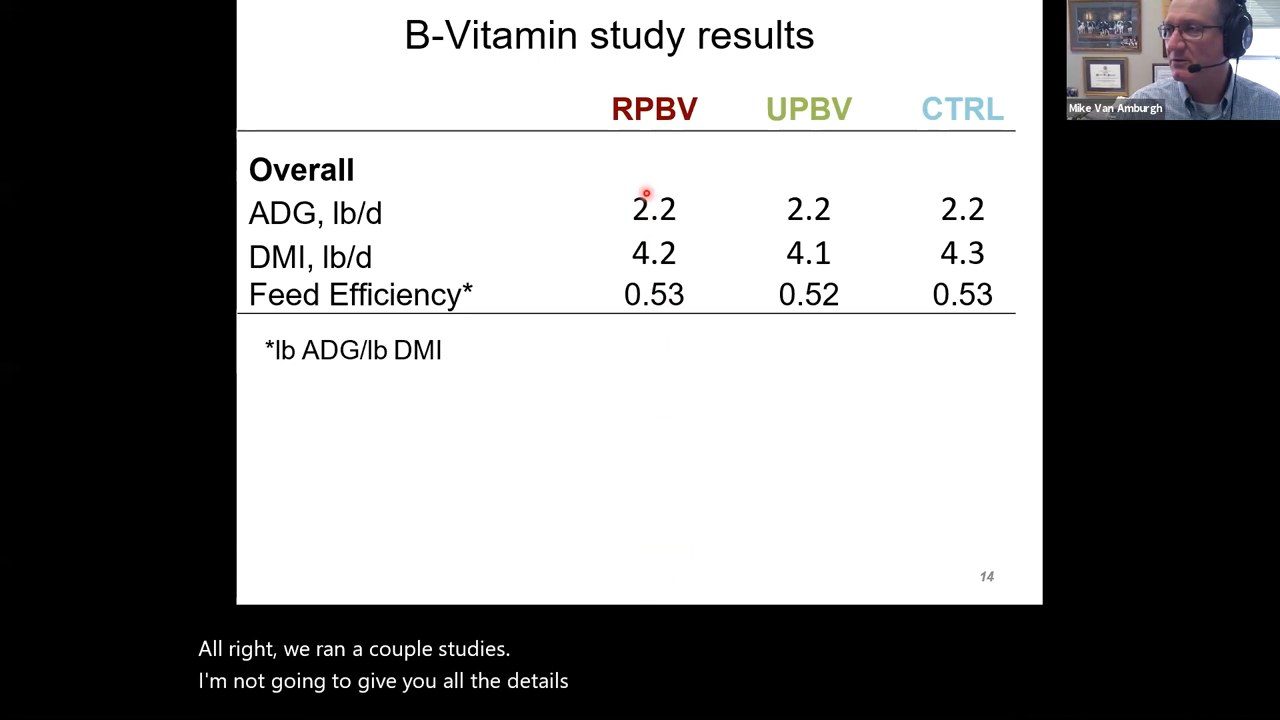 B-Vitamin study results
RPBV UPBV CTRL
Overall
ADG, lb/d 2.2 2.2 2.2
DMI, lb/d 4.2 4.1 4.3
Feed Efficiency* 0.53 0.52 0.53
*lb ADG/lb DMI
14
Mike Van Amburgh
All right, we ran a couple studies.
I'm not going to give you all the details